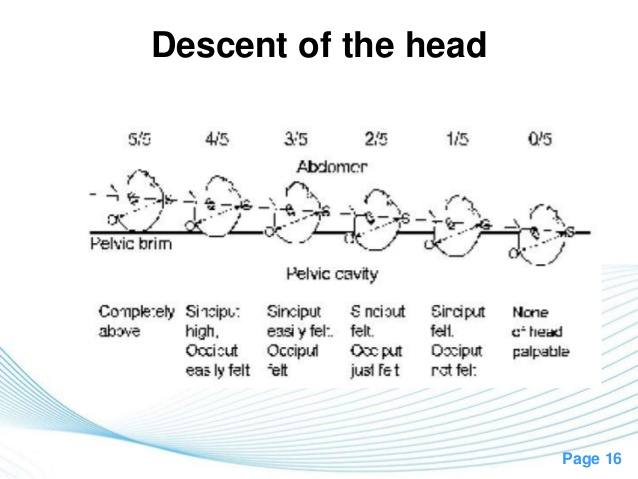 Descent of the head
5/5 4/5 3/5 2/5 1/5 0/5
Abdomen
Pelvic brim
Pelvic cavity
Completely above
Sinciput high, Occiput easily felt
Sinciput easily felt. Occiput felt
Sinciput felt. Occiput just felt
Sinciput felt. Occiput not felt
None of head palpable
Page 16